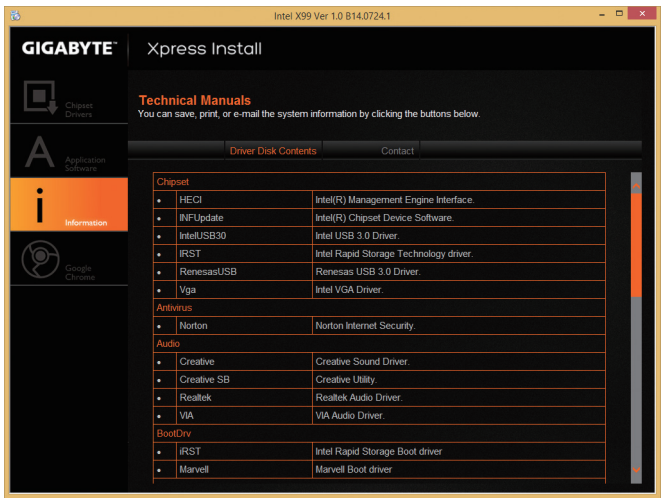 Intel X99 Ver 1.0 B14.0724.1
GIGABYTE™
Xpress Install
Chipset
Drivers
Application
Software
Information
Google
Chrome
Technical Manuals
You can save, print, or e-mail the system information by clicking the buttons below.
Driver Disk Contents Contact
Chipset
• HECI Intel(R) Management Engine Interface.
• INFUpdate Intel(R) Chipset Device Software.
• IntelUSB30 Intel USB 3.0 Driver.
• IRST Intel Rapid Storage Technology driver.
• RenesasUSB Renesas USB 3.0 Driver.
• Vga Intel VGA Driver.
Antivirus
• Norton Norton Internet Security.
Audio
• Creative Creative Sound Driver.
• Creative SB Creative Utility.
• Realtek Realtek Audio Driver.
• VIA VIA Audio Driver.
BootDrv
• iRST Intel Rapid Storage Boot driver
• Marvell Marvell Boot driver